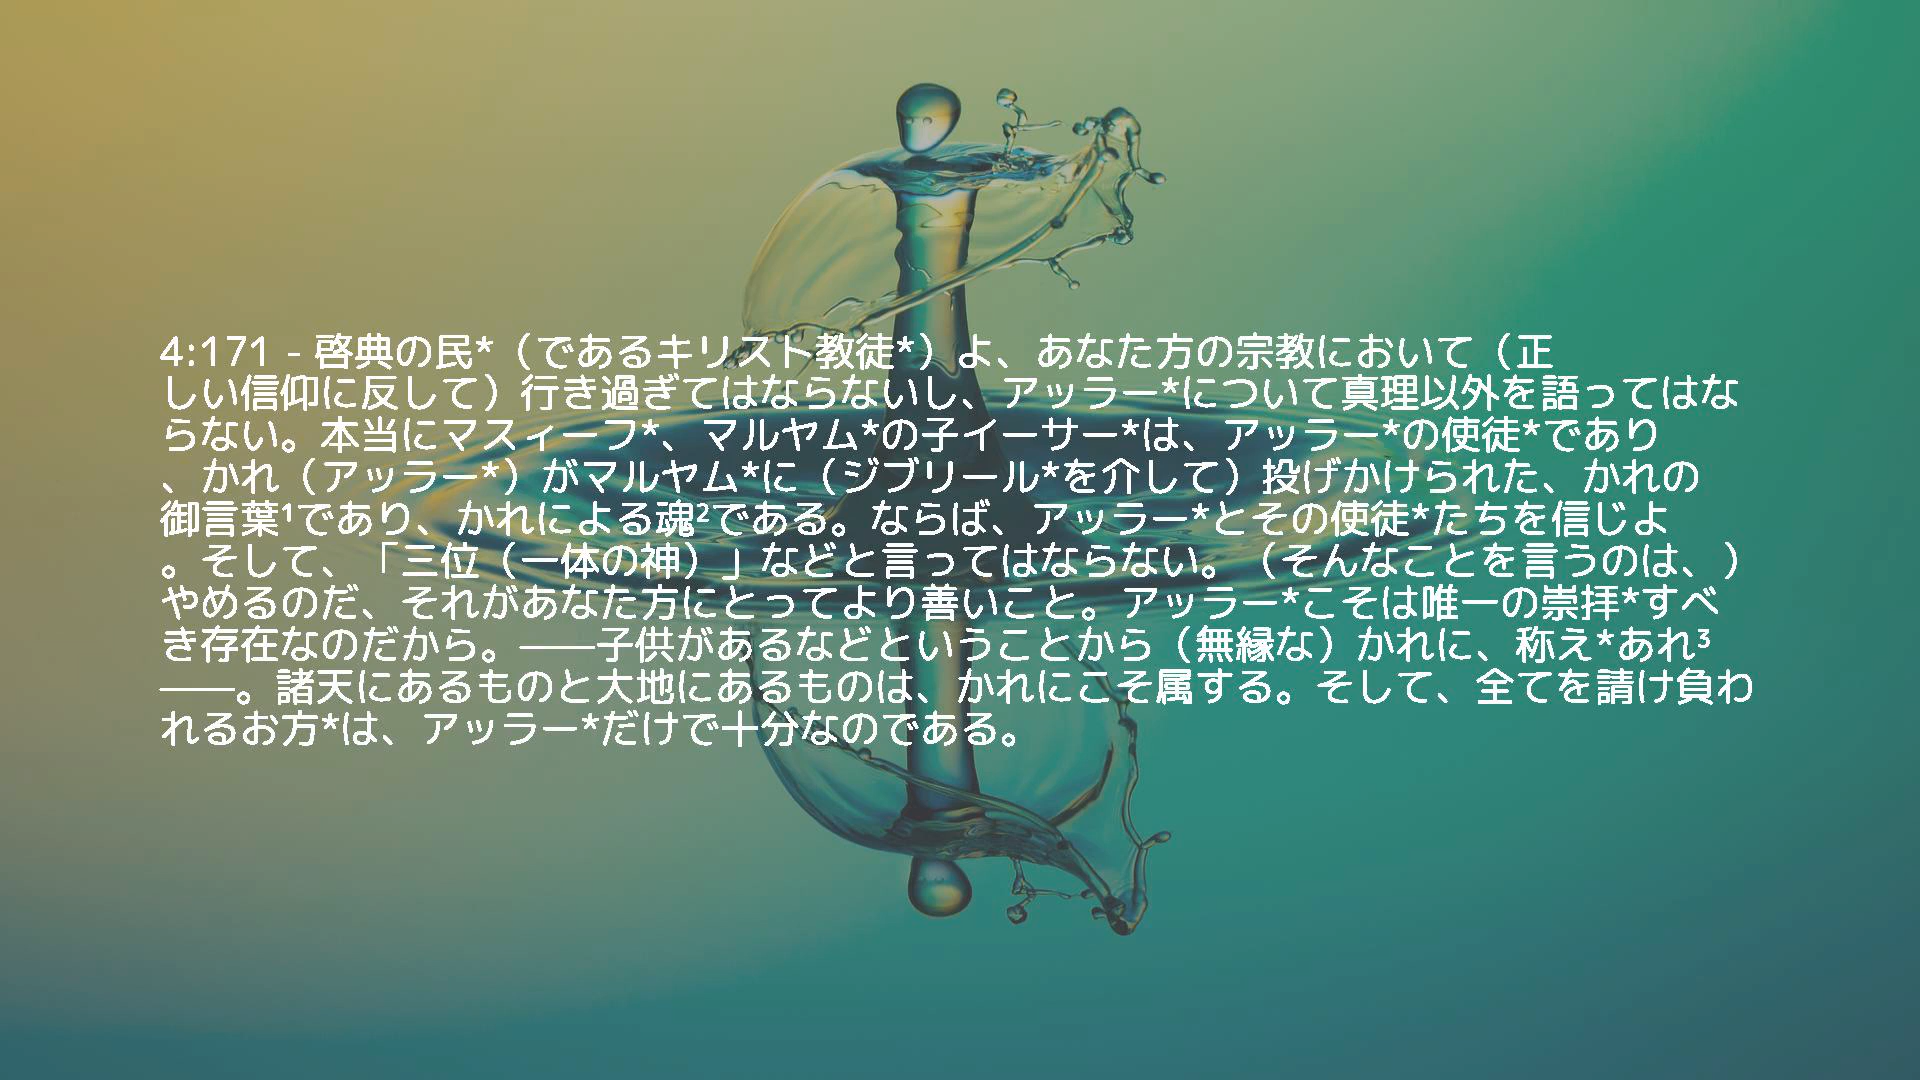 4:171 - 啓典の民*（であるキリスト教徒*）よ、あなた方の宗教において（正
しい信仰に反して）行き過ぎてはならないし、アッラー*について真理以外を語ってはな
らない。本当にマスィーフ*、マルヤム*の子イーサー*は、アッラー*の使徒*であり
、かれ（アッラー*）がマルヤム*に（ジブリール*を介して）投げかけられた、かれの
御言葉¹であり、かれによる魂²である。ならば、アッラー*とその使徒*たちを信じよ
。そして、「三位（一体の神）」などと言ってはならない。（そんなことを言うのは、）
やめるのだ、それがあなた方にとってより善いこと。アッラー*こそは唯一の崇拝*すべ
き存在なのだから。——子供があるなどということから（無縁な）かれに、称え*あれ³
——。諸天にあるものと大地にあるものは、かれにこそ属する。そして、全てを請け負わ
れるお方*は、アッラー*だけで十分なのである。